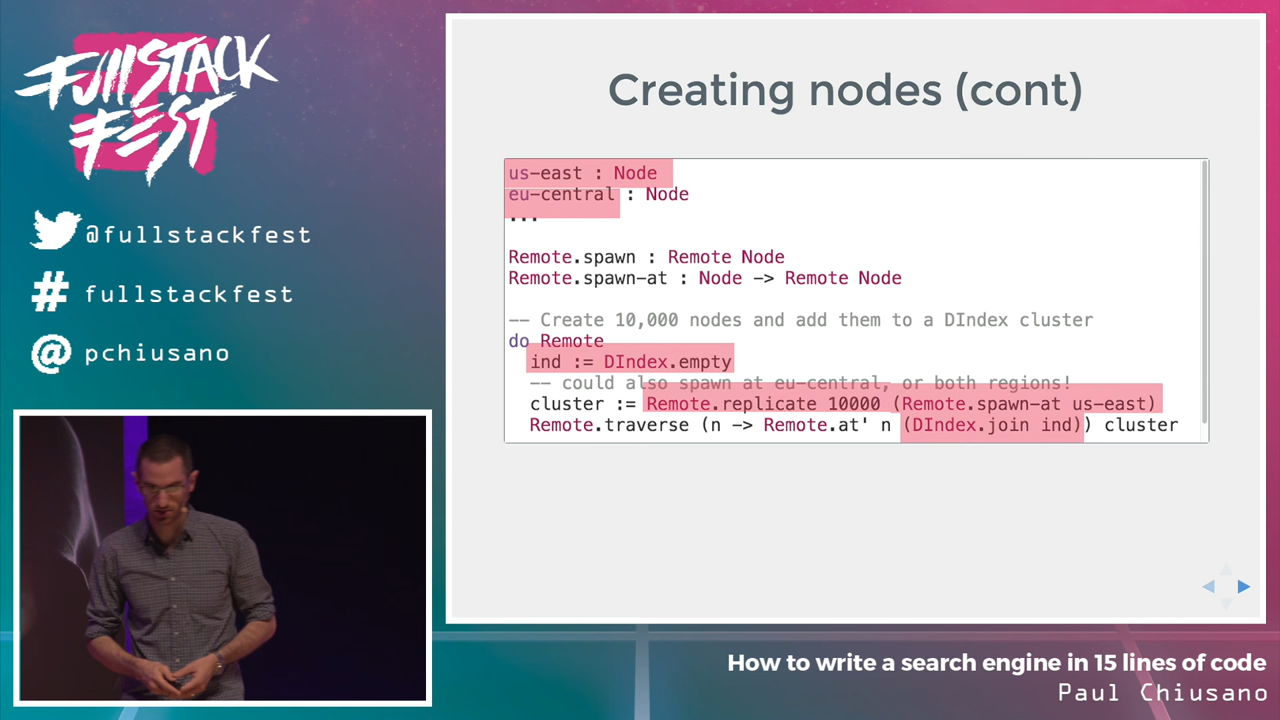 FullSTACK
FEST
@fullstackfest
# fullstackfest
@ pchiusano
Creating nodes (cont)
us-east : Node
eu-central : Node
...
Remote.spawn : Remote Node
Remote.spawn-at : Node -> Remote Node
-- Create 10,000 nodes and add them to a DIndex cluster
do Remote
ind := DIndex.empty
-- could also spawn at eu-central, or both regions!
cluster := Remote.replicate 10000 (Remote.spawn-at us-east)
Remote.traverse (n -> Remote.at' n (DIndex.join ind)) cluster
How to write a search engine in 15 lines of code
Paul Chiusano